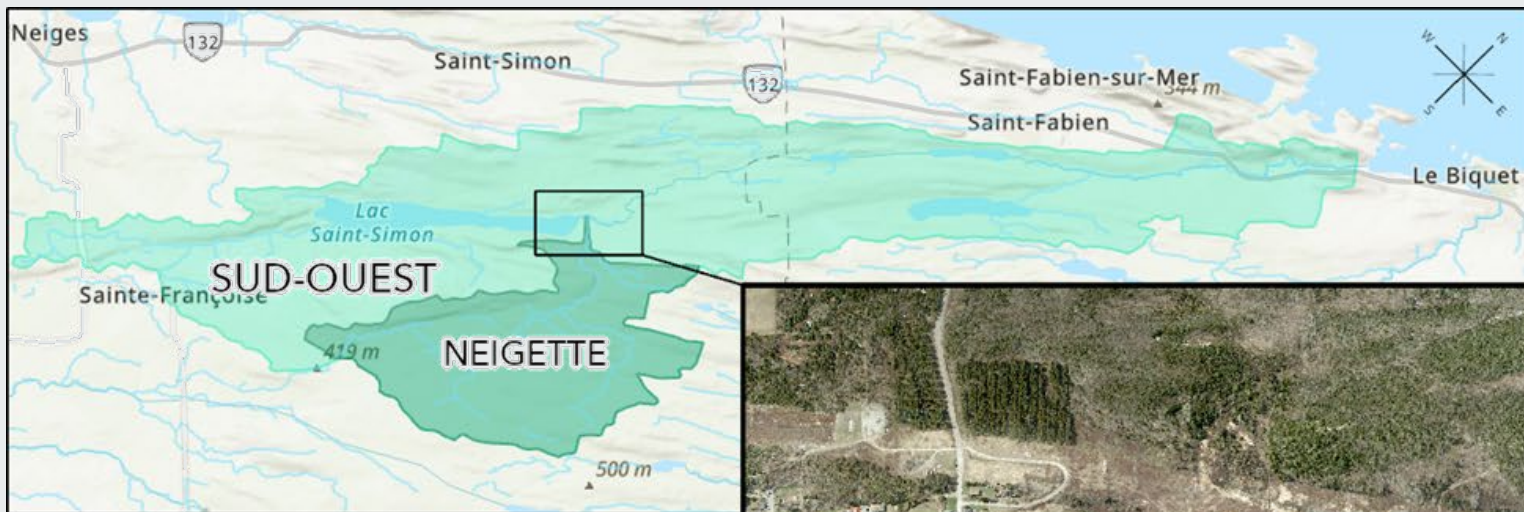 Neiges
132
Saint-Simon
132
Saint-Fabien-sur-Mer
344 m
Saint-Fabien
W
N
S
E
Le Biquet
Lac
Saint-Simon
SUD-OUEST
Sainte-Françoise
419 m
NEIGETTE
500 m